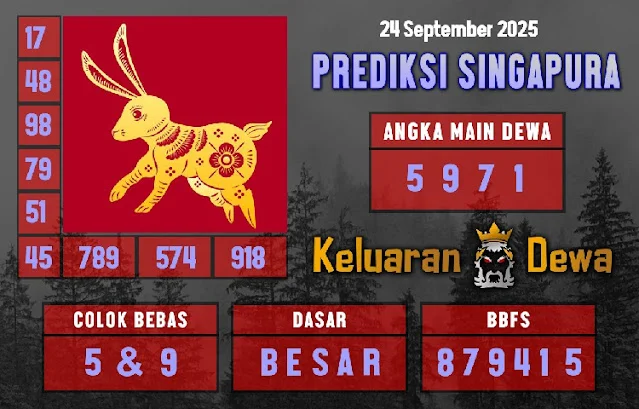 24 September 2025
PREDIKSI SINGAPURA
17
48
98
79
51
45 789 574 918
ANGKA MAIN DEWA
5 9 7 1
Keluaran Dewa
COLOK BEBAS
5 & 9
DASAR
BESAR
BBFS
879415